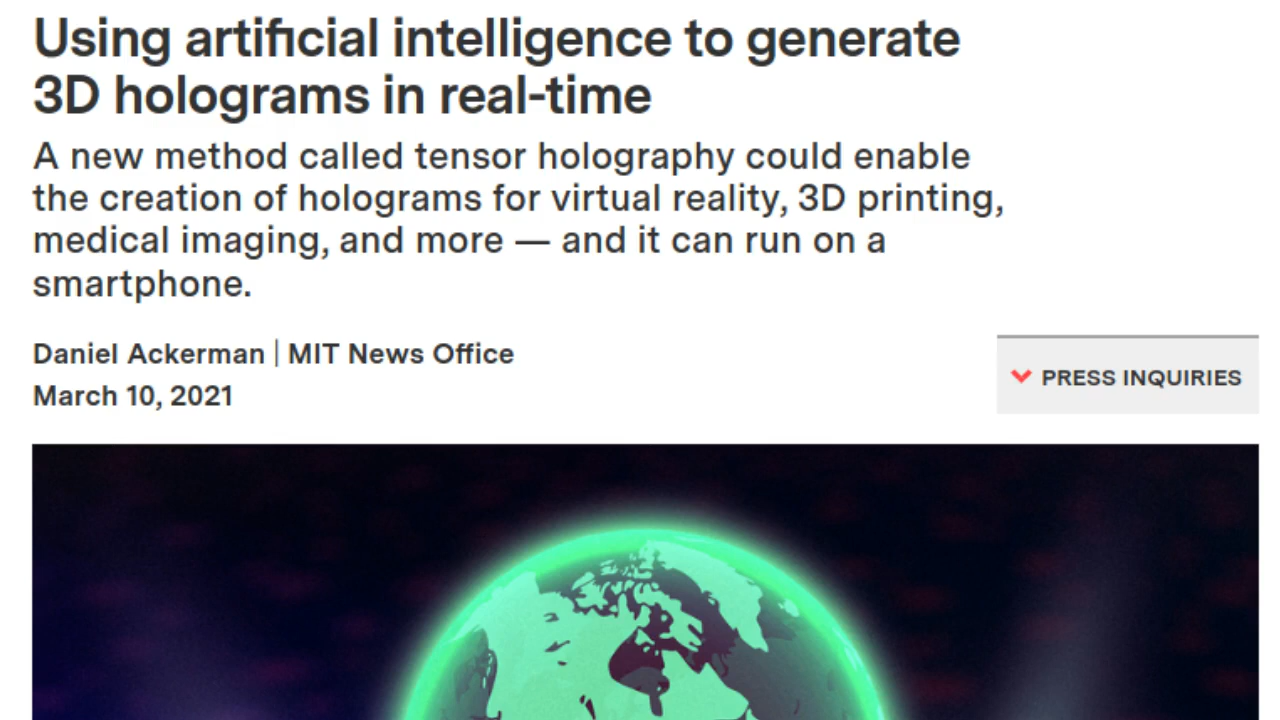 Using artificial intelligence to generate
3D holograms in real-time
A new method called tensor holography could enable
the creation of holograms for virtual reality, 3D printing,
medical imaging, and more — and it can run on a
smartphone.
Daniel Ackerman | MIT News Office
March 10, 2021
PRESS INQUIRIES